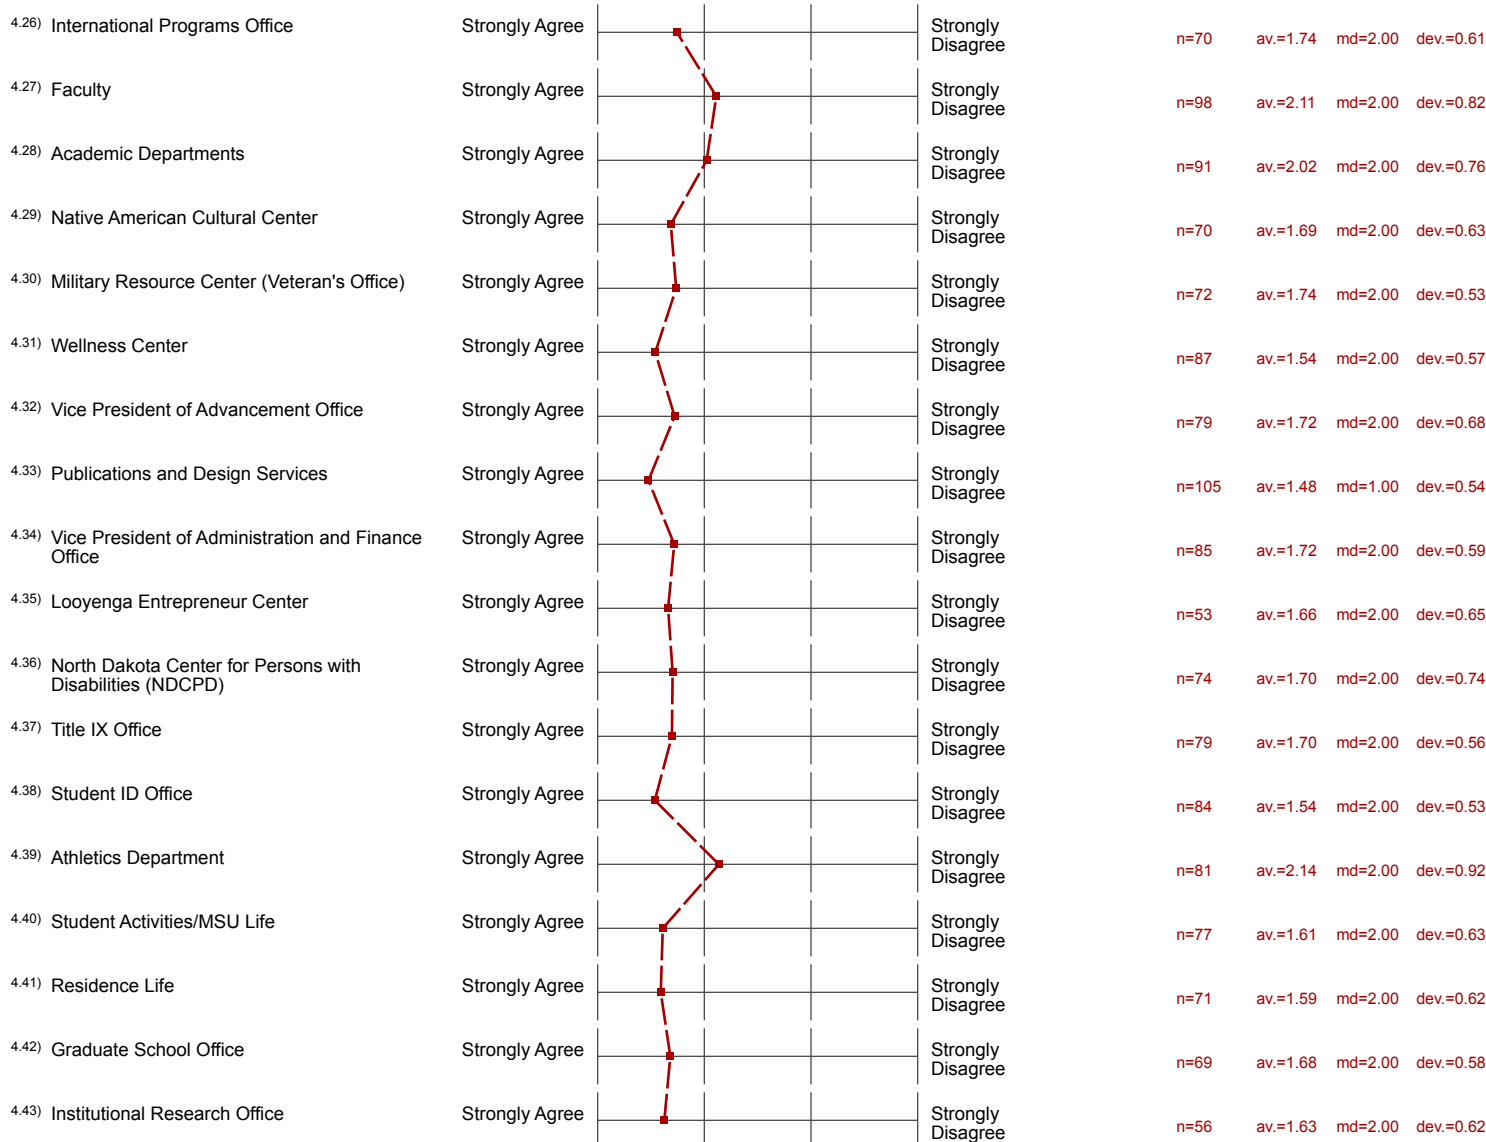 4.26) International Programs Office Strongly Agree Strongly Disagree n=70 av.=1.74 md=2.00 dev.=0.61
4.27) Faculty Strongly Agree Strongly Disagree n=98 av.=2.11 md=2.00 dev.=0.82
4.28) Academic Departments Strongly Agree Strongly Disagree n=91 av.=2.02 md=2.00 dev.=0.76
4.29) Native American Cultural Center Strongly Agree Strongly Disagree n=70 av.=1.69 md=2.00 dev.=0.63
4.30) Military Resource Center (Veteran's Office) Strongly Agree Strongly Disagree n=72 av.=1.74 md=2.00 dev.=0.53
4.31) Wellness Center Strongly Agree Strongly Disagree n=87 av.=1.54 md=2.00 dev.=0.57
4.32) Vice President of Advancement Office Strongly Agree Strongly Disagree n=79 av.=1.72 md=2.00 dev.=0.68
4.33) Publications and Design Services Strongly Agree Strongly Disagree n=105 av.=1.48 md=1.00 dev.=0.54
4.34) Vice President of Administration and Finance Office Strongly Agree Strongly Disagree n=85 av.=1.72 md=2.00 dev.=0.59
4.35) Looyenga Entrepreneur Center Strongly Agree Strongly Disagree n=53 av.=1.66 md=2.00 dev.=0.65
4.36) North Dakota Center for Persons with Disabilities (NDCPD) Strongly Agree Strongly Disagree n=74 av.=1.70 md=2.00 dev.=0.74
4.37) Title IX Office Strongly Agree Strongly Disagree n=79 av.=1.70 md=2.00 dev.=0.56
4.38) Student ID Office Strongly Agree Strongly Disagree n=84 av.=1.54 md=2.00 dev.=0.53
4.39) Athletics Department Strongly Agree Strongly Disagree n=81 av.=2.14 md=2.00 dev.=0.92
4.40) Student Activities/MSU Life Strongly Agree Strongly Disagree n=77 av.=1.61 md=2.00 dev.=0.63
4.41) Residence Life Strongly Agree Strongly Disagree n=71 av.=1.59 md=2.00 dev.=0.62
4.42) Graduate School Office Strongly Agree Strongly Disagree n=69 av.=1.68 md=2.00 dev.=0.58
4.43) Institutional Research Office Strongly Agree Strongly Disagree n=56 av.=1.63 md=2.00 dev.=0.62